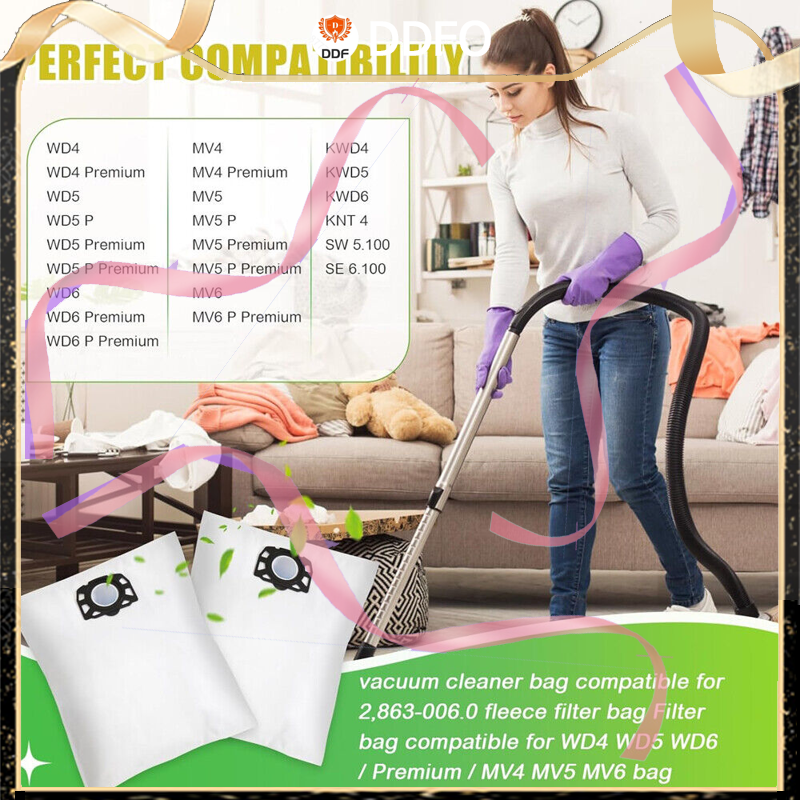 DDFO
DDF
PERFECT COMPATIBILITY
WD4
WD4 Premium
WD5
WD5 P
WD5 Premium
WD5 P Premium
WD6
WD6 Premium
WD6 P Premium
MV4
MV4 Premium
MV5
MV5 P
MV5 Premium
MV5 P Premium
MV6
MV6 P Premium
KWD4
KWD5
KWD6
KNT 4
SW 5.100
SE 6.100
vacuum cleaner bag compatible for
2,863-006.0 fleece filter bag Filter
bag compatible for WD4 WD5 WD6
/ Premium / MV4 MV5 MV6 bag